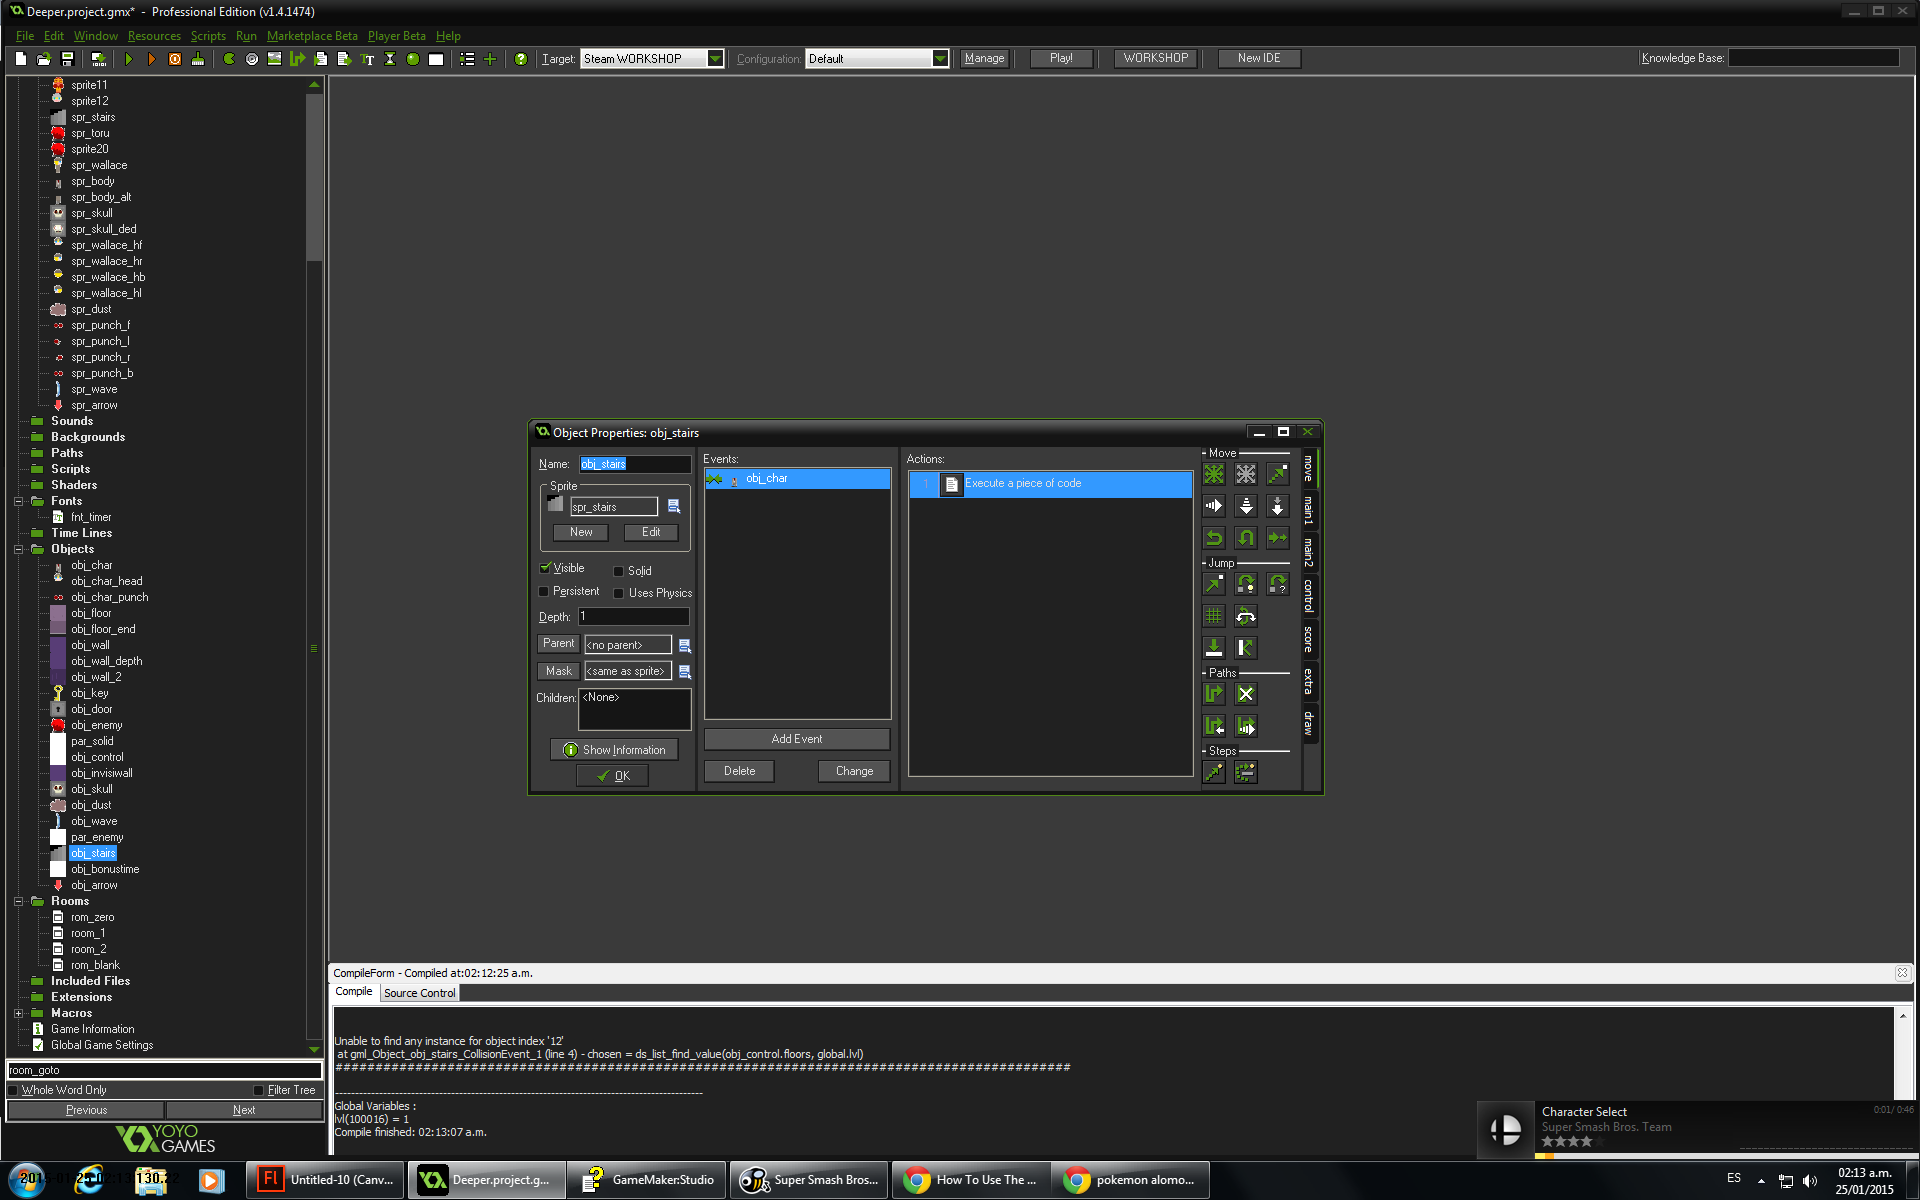 Deeper.project.gmx* - Professional Edition (v1.4.1474)
File Edit Window Resources Scripts Run Marketplace Beta Player Beta Help
Target: Steam WORKSHOP Configuration: Default Manage Play! WORKSHOP New IDE Knowledge Base:
sprite11
sprite12
spr_stairs
spr_toru
sprite20
spr_wallace
spr_body
spr_body_alt
spr_skull
spr_skull_ded
spr_wallace_hf
spr_wallace_hr
spr_wallace_hb
spr_wallace_hl
spr_dust
spr_punch_f
spr_punch_l
spr_punch_r
spr_punch_b
spr_wave
spr_arrow
Sounds
Backgrounds
Paths
Scripts
Shaders
Fonts
fnt_timer
Time Lines
Objects
obj_char
obj_char_head
obj_char_punch
obj_floor
obj_floor_end
obj_wall
obj_wall_depth
obj_wall_2
obj_key
obj_door
obj_enemy
par_solid
obj_control
obj_invisiwall
obj_skull
obj_dust
obj_wave
par_enemy
obj_stairs
obj_bonustime
obj_arrow
Rooms
rom_zero
room_1
room_2
rom_blank
Included Files
Extensions
Macros
Game Information
Global Game Settings
room_goto
Whole Word Only Filter Tree
Previous Next
YOYO
GAMES
Object Properties: obj_stairs
Name: obj_stairs
Sprite
spr_stairs
New Edit
Visible Solid
Persistent Uses Physics
Depth: 1
Parent <no parent>
Mask <same as sprite>
Children: <None>
Show Information
OK
Events:
obj_char
Add Event
Delete Change
Actions:
1 Execute a piece of code
Move
Jump
Paths
Steps
move
main1
main2
control
score
extra
draw
CompileForm - Compiled at:02:12:25 a.m.
Compile Source Control
Unable to find any instance for object index '12'
at gml_Object_obj_stairs_CollisionEvent_1 (line 4) - chosen = ds_list_find_value(obj_control.floors, global.lvl)
Global Variables :
lvl(100016) = 1
Compile finished: 02:13:07 a.m.
Character Select
Super Smash Bros. Team
0:01/ 0:46
Untitled-10 (Canv...
Deeper.project.g...
GameMaker:Studio
Super Smash Bros...
How To Use The ...
pokemon alomo...
ES
02:13 a.m.
25/01/2015